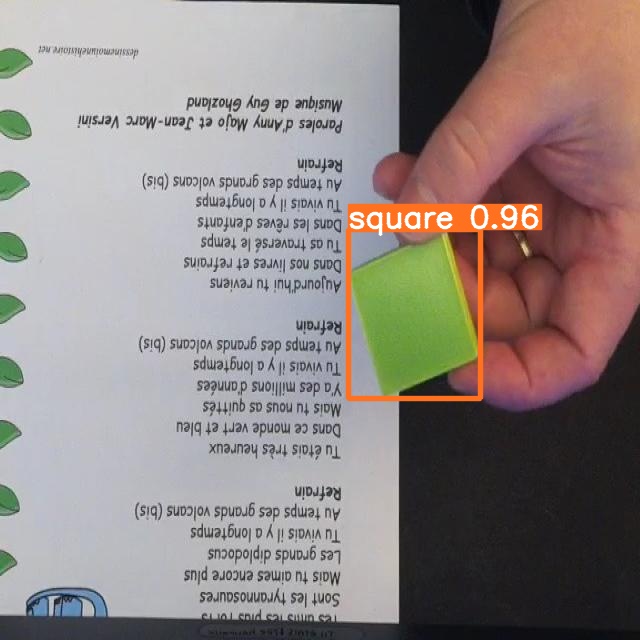 square 0.96
Tes amis les plus forts
Sont les tyrannosaures
Mais tu aimes encore plus
Les grands diplodocus
Tu vivais il y a longtemps
Au temps des grands volcans (bis)
Refrain
Tu étais très heureux
Dans ce monde vert et bleu
Mais tu nous as quittés
Y'a des millions d'années
Tu vivais il y a longtemps
Au temps des grands volcans (bis)
Refrain
Aujourd'hui tu reviens
Dans nos livres et refrains
Tu as traversé le temps
Dans les rêves d'enfants
Tu vivais il y a longtemps
Au temps des grands volcans (bis)
Refrain
Paroles d'Anny Majo et Jean-Marc Versini
Musique de Guy Ghozland
dessinemoiunehistoire.net